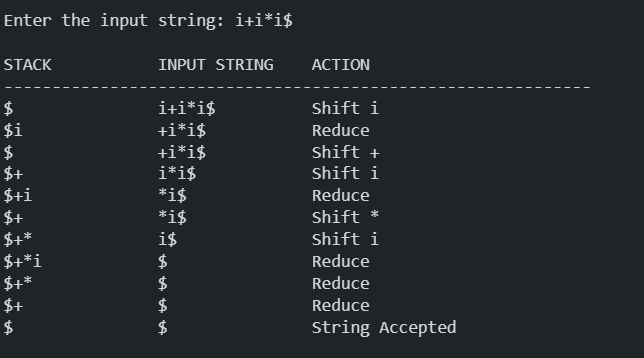 Enter the input string: i+i*i$
STACK INPUT STRING ACTION
-------------------------------------------------------------
$ i+i*i$ Shift i
$i +i*i$ Reduce
$ +i*i$ Shift +
$+ i*i$ Shift i
$+i *i$ Reduce
$+ *i$ Shift *
$+* i$ Shift i
$+*i $ Reduce
$+* $ Reduce
$+ $ Reduce
$ $ String Accepted